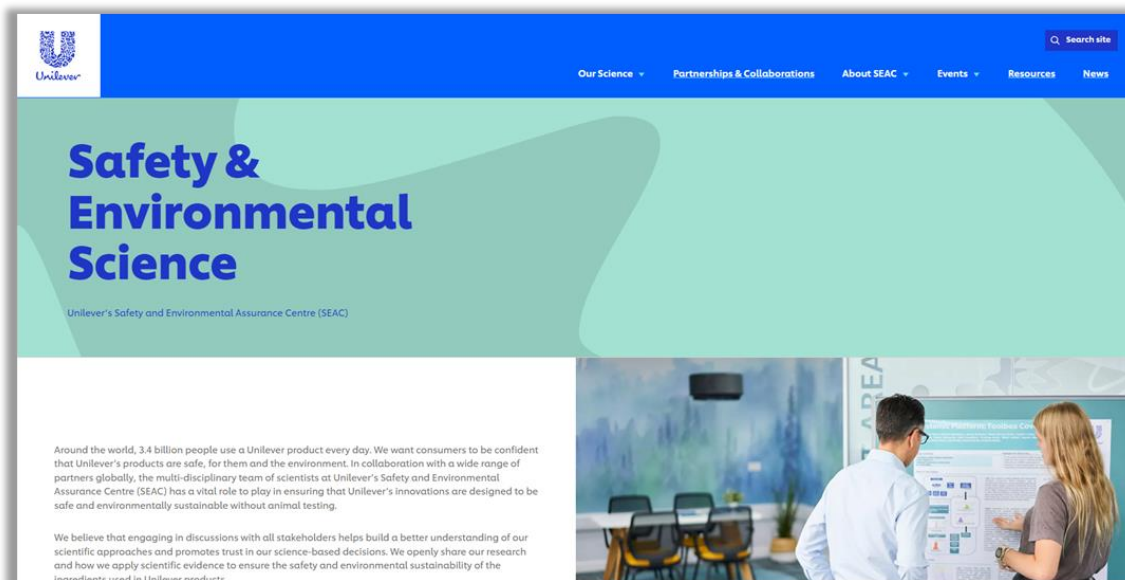 Unilever
Search site
Our Science
Partnerships & Collaborations
About SEAC
Events
Resources
News
Safety &
Environmental
Science
Unilever's Safety and Environmental Assurance Centre (SEAC)
Around the world, 3.4 billion people use a Unilever product every day. We want consumers to be confident
that Unilever's products are safe, for them and the environment. In collaboration with a wide range of
partners globally, the multi-disciplinary team of scientists at Unilever's Safety and Environmental
Assurance Centre (SEAC) has a vital role to play in ensuring that Unilever's innovations are designed to be
safe and environmentally sustainable without animal testing.
We believe that engaging in discussions with all stakeholders helps build a better understanding of our
scientific approaches and promotes trust in our science-based decisions. We openly share our research
and how we apply scientific evidence to ensure the safety and environmental sustainability of the
ingredients used in Unilever products.
AREA
Toolbox